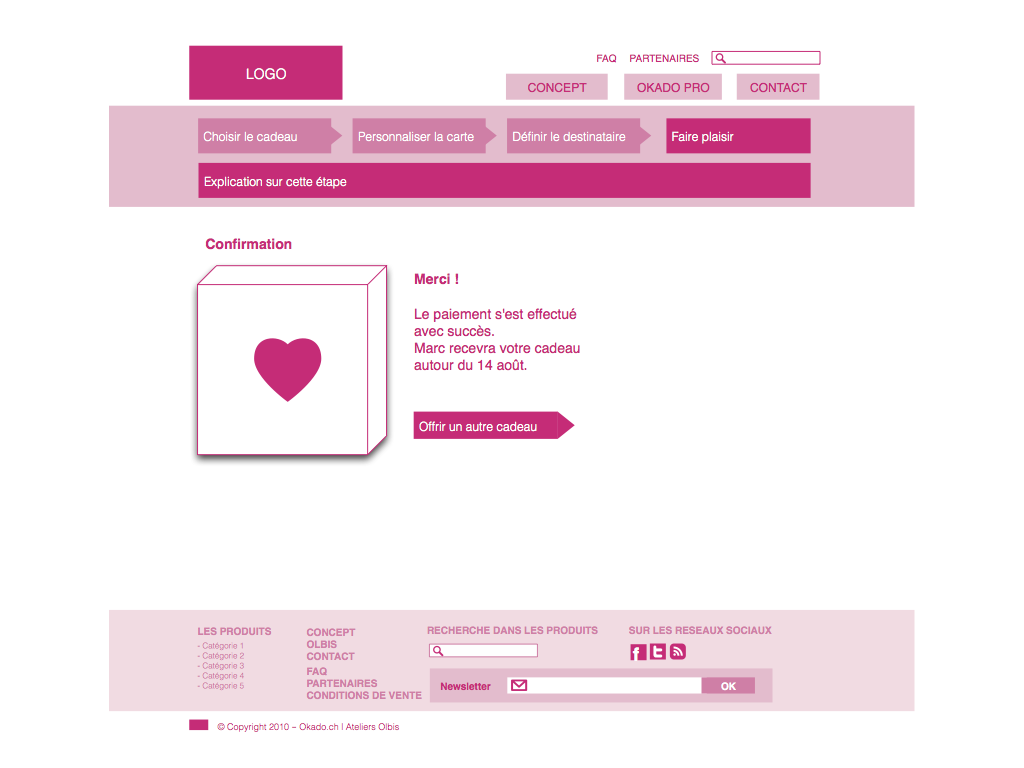 LOGO
FAQ
PARTENAIRES
CONCEPT
OKADO PRO
CONTACT
Choisir le cadeau
Personnaliser la carte
Définir le destinataire
Faire plaisir
Explication sur cette étape
Confirmation
Merci !
Le paiement s'est effectué
avec succès.
Marc recevra votre cadeau
autour du 14 août.
Offrir un autre cadeau
LES PRODUITS
- Catégorie 1
- Catégorie 2
- Catégorie 3
- Catégorie 4
- Catégorie 5
CONCEPT
OLBIS
CONTACT
FAQ
PARTENAIRES
CONDITIONS DE VENTE
RECHERCHE DANS LES PRODUITS
SUR LES RESEAUX SOCIAUX
Newsletter
OK
© Copyright 2010 – Okado.ch I Ateliers Olbis